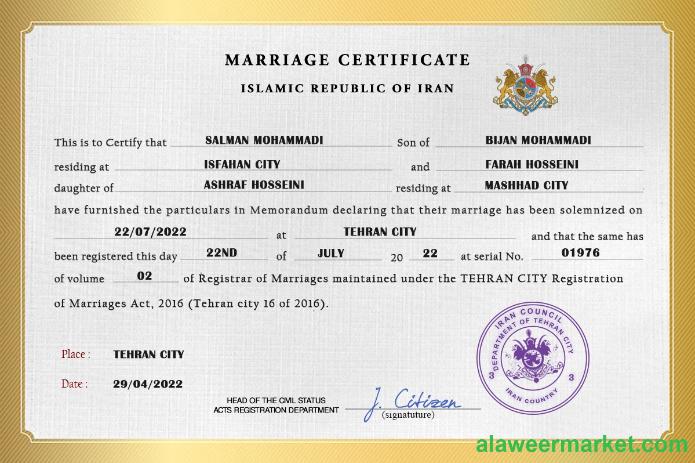 MARRIAGE CERTIFICATE
ISLAMIC REPUBLIC OF IRAN
This is to Certify that SALMAN MOHAMMADI Son of BIJAN MOHAMMADI
residing at ISFAHAN CITY and FARAH HOSSEINI
daughter of ASHRAF HOSSEINI residing at MASHHAD CITY
have furnished the particulars in Memorandum declaring that their marriage has been solemnized on
22/07/2022 at TEHRAN CITY and that the same has
been registered this day 22ND of JULY 20 22 at serial No. 01976
of volume 02 of Registrar of Marriages maintained under the TEHRAN CITY Registration
of Marriages Act, 2016 (Tehran city 16 of 2016).
IRAN COUNCIL
DEPARTMENT OF TEHRAN CITY
3 3
IRAN COUNTRY
Place : TEHRAN CITY
Date : 29/04/2022
HEAD OF THE CIVIL STATUS
ACTS REGISTRATION DEPARTMENT J. Citizen
(signatuture)
alaweermarket.com